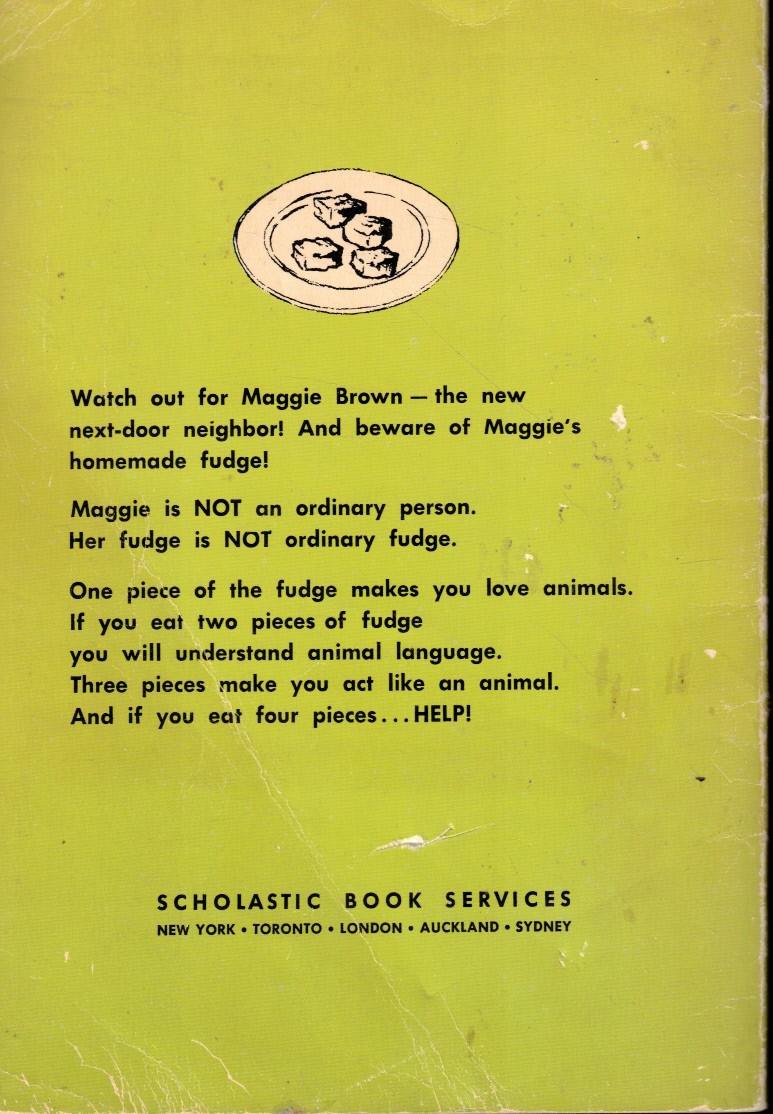 Watch out for Maggie Brown — the new
next-door neighbor! And beware of Maggie's
homemade fudge!
Maggie is NOT an ordinary person.
Her fudge is NOT ordinary fudge.
One piece of the fudge makes you love animals.
If you eat two pieces of fudge
you will understand animal language.
Three pieces make you act like an animal.
And if you eat four pieces...HELP!
SCHOLASTIC BOOK SERVICES
NEW YORK • TORONTO • LONDON • AUCKLAND • SYDNEY